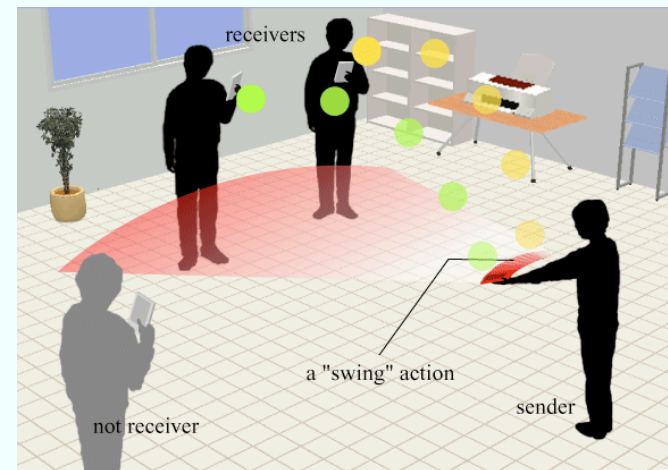 receivers
a "swing" action
sender
not receiver